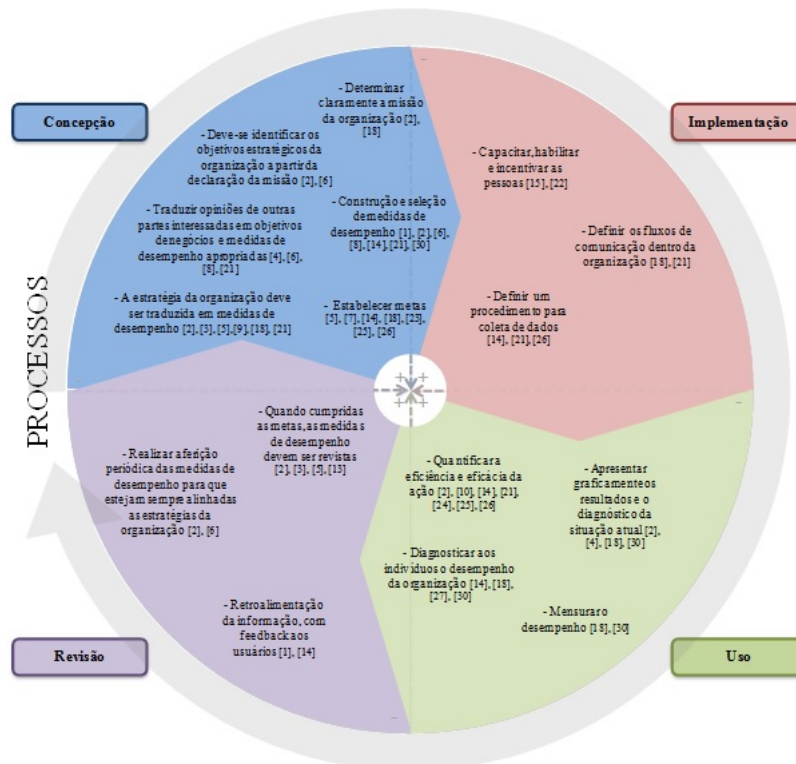 PROCESSOS
Concepção
- Determinar
claramente a missão
da organização [2],
[18]
- Deve-se identificar os
objetivos estratégicos da
organização a partir da
declaração da missão [2], [6]
- Traduzir opiniões de outras
partes interessadas em objetivos
de negócios e medidas de
desempenho apropriadas [4], [6],
[8], [21]
- Construção e seleção
de medidas de
desempenho [1], [2], [6],
[8], [14], [21], [30]
- A estratégia da organização deve
ser traduzida em medidas de
desempenho [2], [3], [5], [9], [18], [21]
- Estabelecer metas
[5], [7], [14], [18], [23],
[25], [26]
Implementação
- Capacitar, habilitar
e incentivar as
pessoas [15], [22]
- Definir os fluxos de
comunicação dentro da
organização [18], [21]
- Definir um
procedimento para
coleta de dados
[14], [21], [26]
Revisão
- Quando cumpridas
as metas, as medidas
de desempenho
devem ser revistas
[2], [3], [5], [13]
- Realizar aferição
periódica das medidas de
desempenho para que
estejam sempre alinhadas
as estratégias da
organização [2], [6]
- Retroalimentação
da informação, com
feedback aos
usuários [1], [14]
Uso
- Quantificar a
eficiência e eficácia da
ação [2], [10], [14], [21],
[24], [25], [26]
- Apresentar
graficamente os
resultados e o
diagnóstico da
situação atual [2],
[4], [18], [30]
- Diagnosticar aos
indivíduos o desempenho
da organização [14], [18],
[27], [30]
- Mensurar o
desempenho [18], [30]